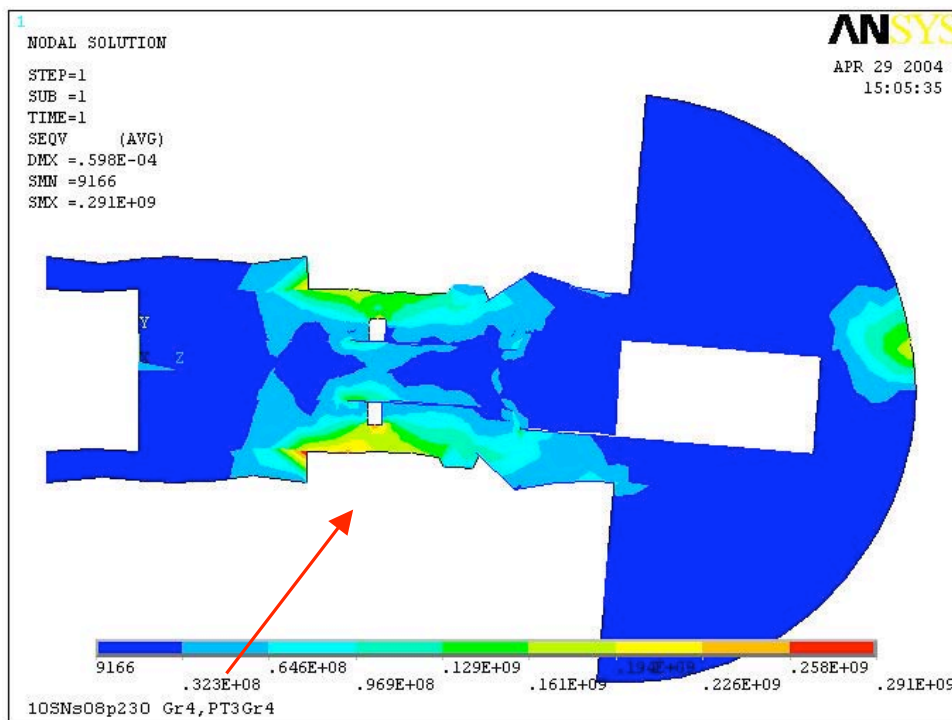 1
NODAL SOLUTION
STEP=1
SUB =1
TIME=1
SEQV (AVG)
DMX =.598E-04
SMN =9166
SMX =.291E+09
ANSYS
APR 29 2004
15:05:35
Y
X Z
9166 .646E+08 .129E+09 .194E+09 .258E+09
.323E+08 .969E+08 .161E+09 .226E+09 .291E+09
10SNs08p230 Gr4,PT3Gr4